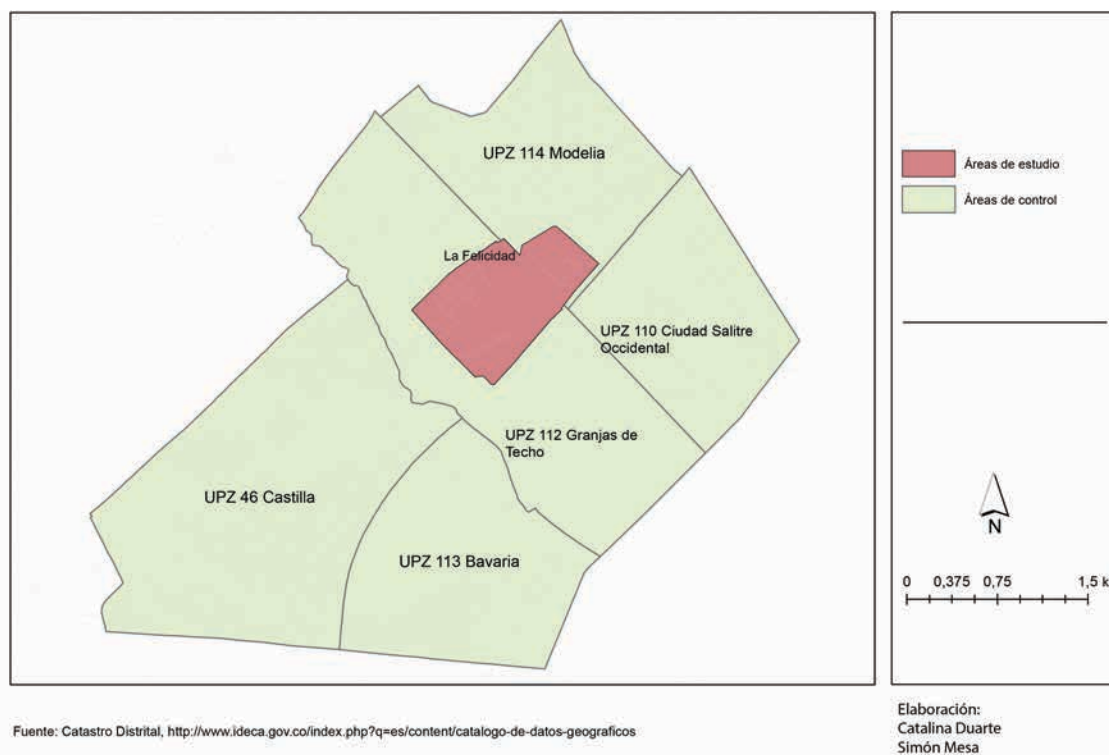 UPZ 114 Modelia
La Felicidad
UPZ 110 Ciudad Salitre
Occidental
UPZ 112 Granjas de
Techo
UPZ 46 Castilla
UPZ 113 Bavaria
Áreas de estudio
Áreas de control
N
0 0,375 0,75 1,5 k
Fuente: Catastro Distrital, http://www.ideca.gov.co/index.php?q=es/content/catalogo-de-datos-geograficos
Elaboración:
Catalina Duarte
Simón Mesa